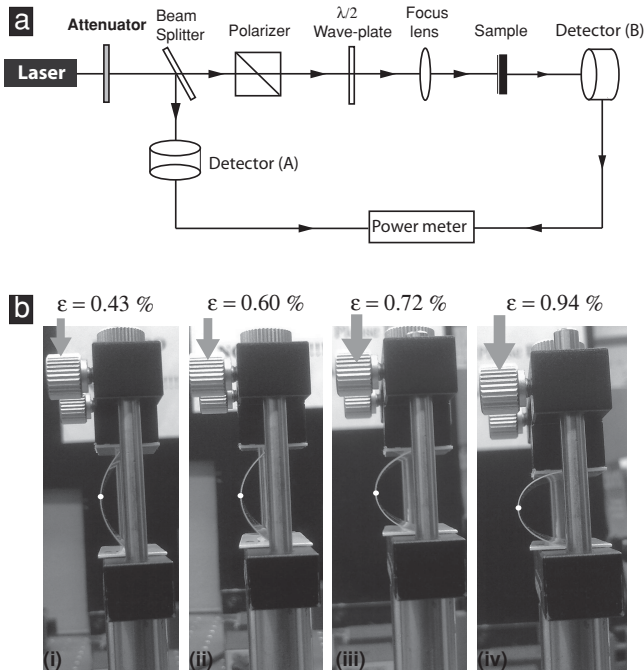 a
Attenuator
Beam
Splitter
Polarizer
λ/2
Wave-plate
Focus
lens
Sample
Detector (B)
Laser
Detector (A)
Power meter
b
ε = 0.43 %
ε = 0.60 %
ε = 0.72 %
ε = 0.94 %
(i)
(ii)
(iii)
(iv)